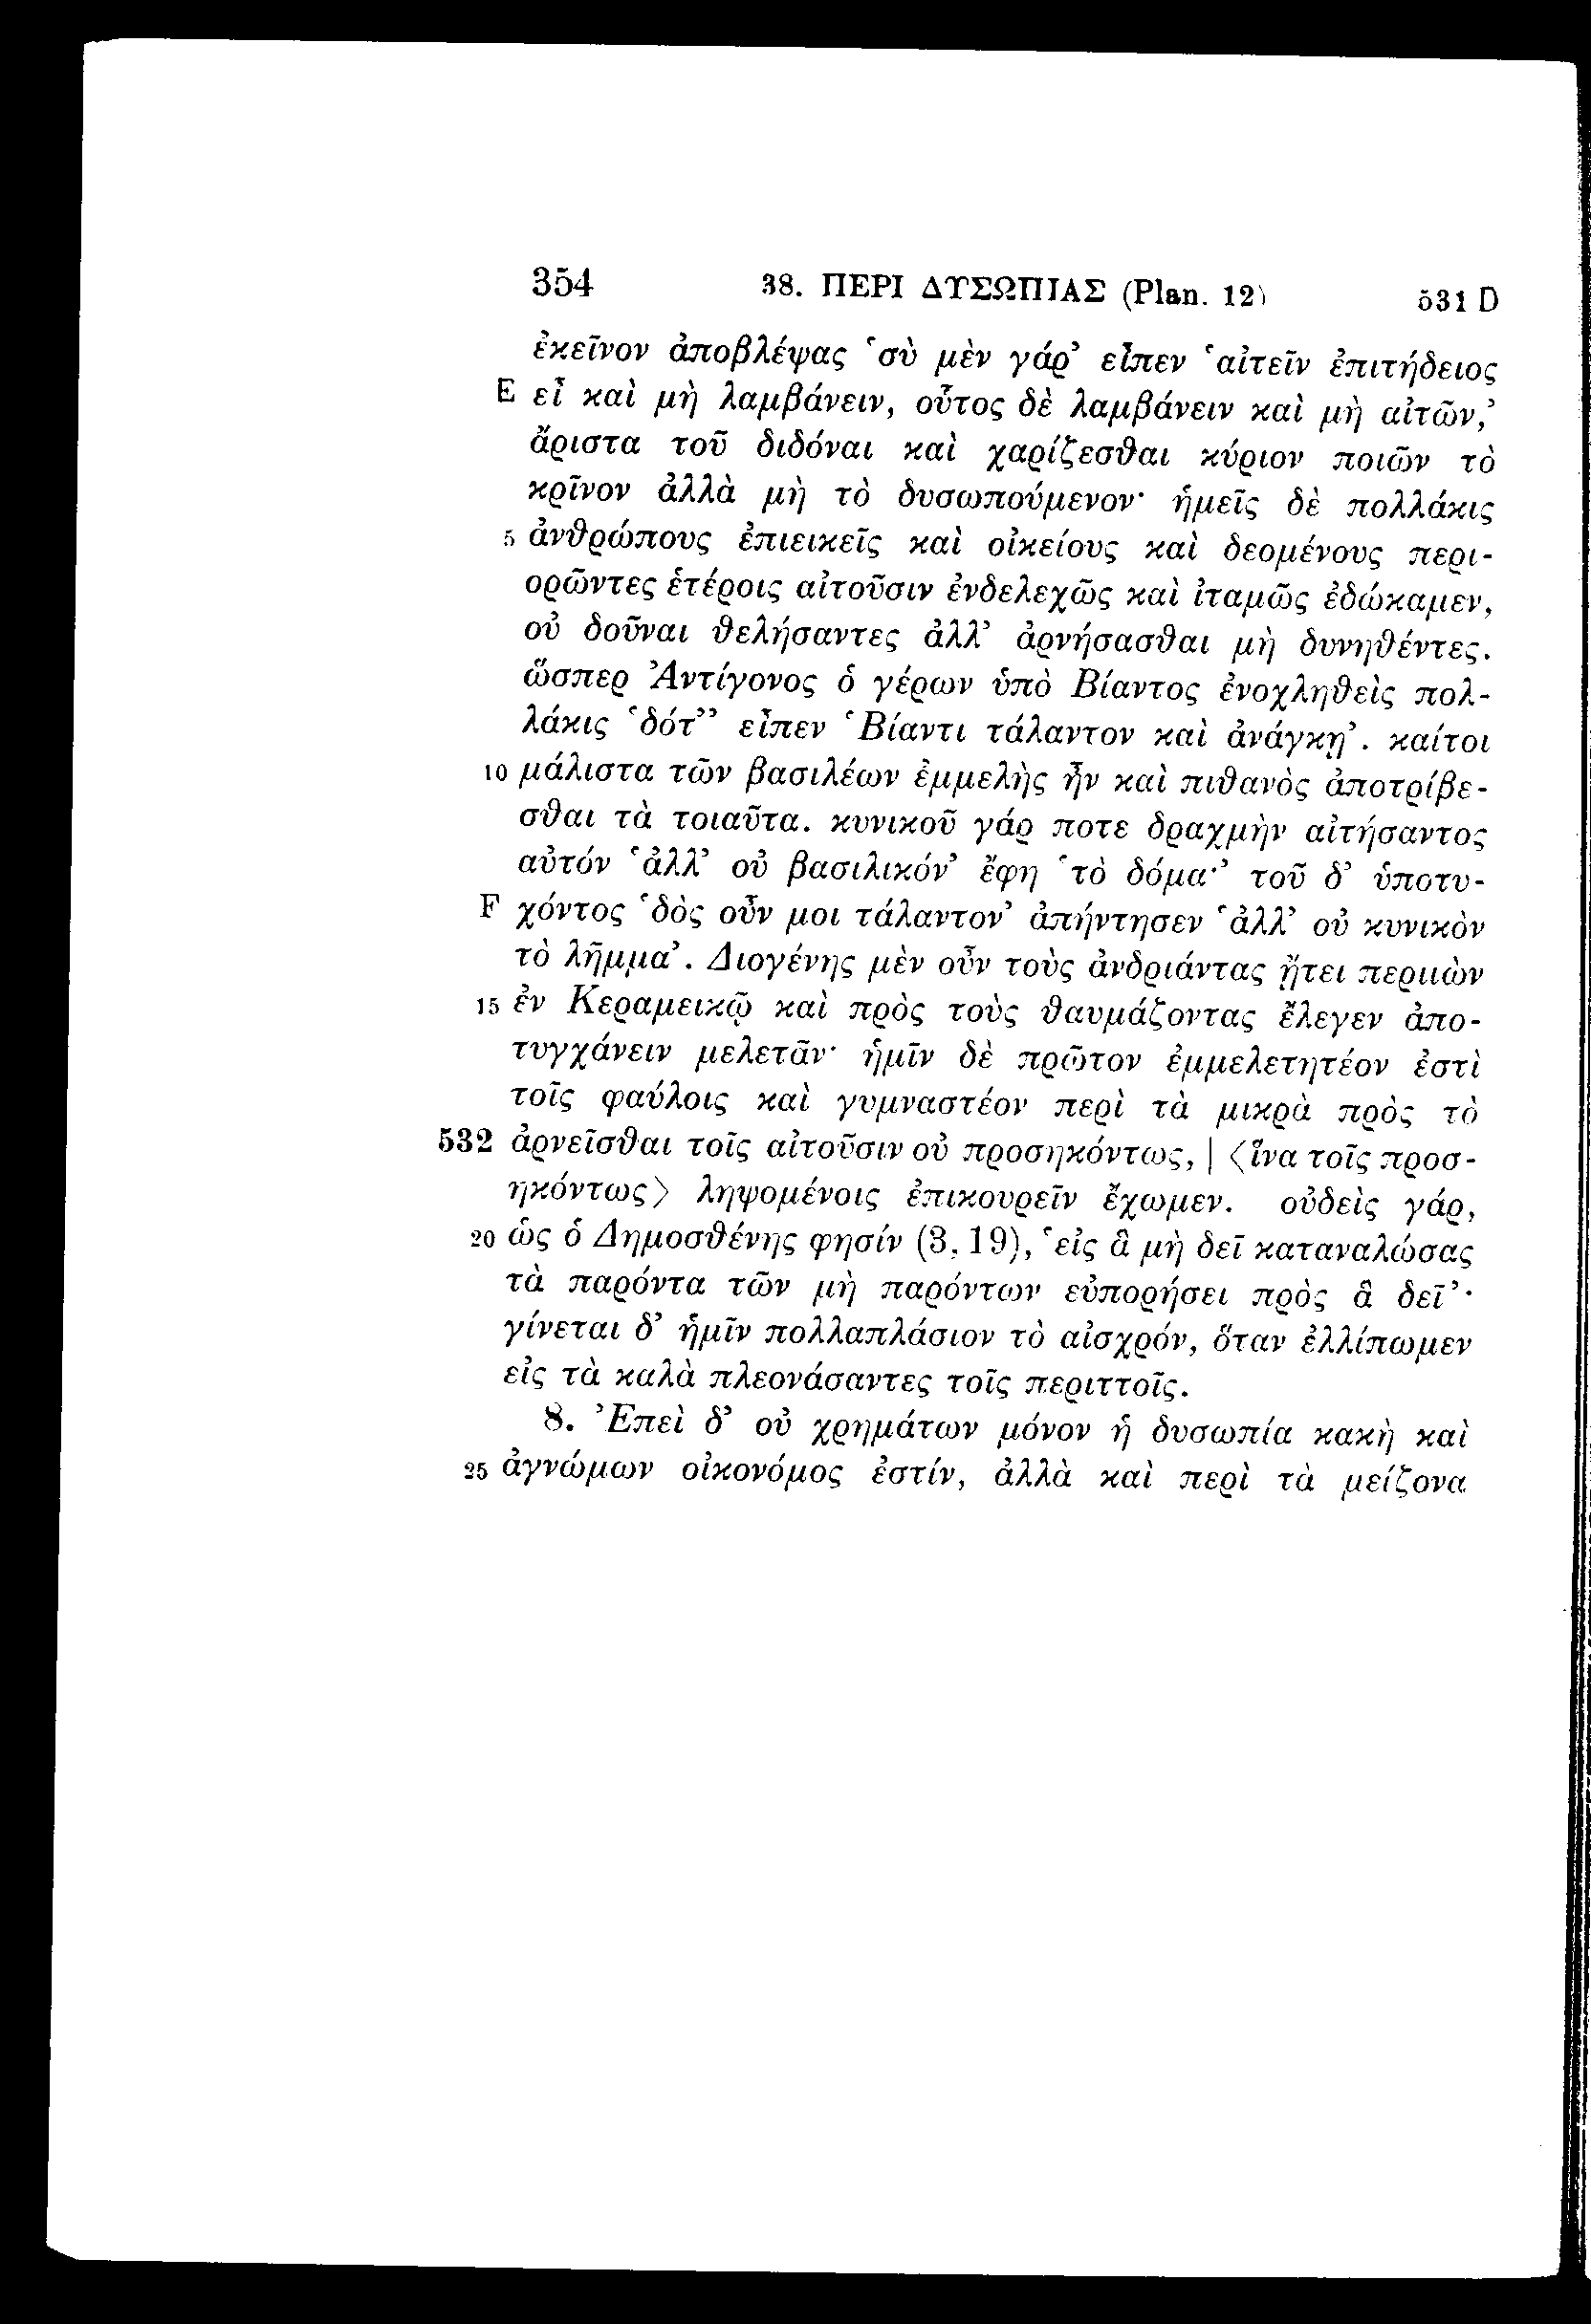 354 38. ΠΕΡΙ ΔΥΣΩΠΙΑΣ (Plan. 12) 531 D
ἐκεῖνον ἀποβλέψας ‘σὺ μὲν γάρ’ εἶπεν ‘αἰτεῖν ἐπιτήδειος
E εἶ καὶ μὴ λαμβάνειν, οὗτος δὲ λαμβάνειν καὶ μὴ αἰτῶν,’
ἄριστα τοῦ διδόναι καὶ χαρίζεσθαι κύριον ποιῶν τὸ
κρῖνον ἀλλὰ μὴ τὸ δυσωπούμενον· ἡμεῖς δὲ πολλάκις
5 ἀνθρώπους ἐπιεικεῖς καὶ οἰκείους καὶ δεομένους περι-
ορῶντες ἑτέροις αἰτοῦσιν ἐνδελεχῶς καὶ ἰταμῶς ἐδώκαμεν,
οὐ δοῦναι θελήσαντες ἀλλ’ ἀρνήσασθαι μὴ δυνηθέντες.
ὥσπερ Ἀντίγονος ὁ γέρων ὑπὸ Βίαντος ἐνοχληθεὶς πολ-
λάκις ‘δότ’’ εἶπεν ‘Βίαντι τάλαντον καὶ ἀνάγκῃ’. καίτοι
10 μάλιστα τῶν βασιλέων ἐμμελὴς ἦν καὶ πιθανὸς ἀποτρίβε-
σθαι τὰ τοιαῦτα. κυνικοῦ γάρ ποτε δραχμὴν αἰτήσαντος
αὐτόν ‘ἀλλ’ οὐ βασιλικόν’ ἔφη ‘τὸ δόμα·’ τοῦ δ’ ὑποτυ-
F χόντος ‘δὸς οὖν μοι τάλαντον’ ἀπήντησεν ‘ἀλλ’ οὐ κυνικὸν
τὸ λῆμμα’. Διογένης μὲν οὖν τοὺς ἀνδριάντας ᾔτει περιιὼν
15 ἐν Κεραμεικῷ καὶ πρὸς τοὺς θαυμάζοντας ἔλεγεν ἀπο-
τυγχάνειν μελετᾶν· ἡμῖν δὲ πρῶτον ἐμμελετητέον ἐστὶ
τοῖς φαύλοις καὶ γυμναστέον περὶ τὰ μικρὰ πρὸς τὸ
532 ἀρνεῖσθαι τοῖς αἰτοῦσιν οὐ προσηκόντως, | ⟨ἵνα τοῖς προσ-
ηκόντως⟩ ληψομένοις ἐπικουρεῖν ἔχωμεν. οὐδεὶς γάρ,
20 ὡς ὁ Δημοσθένης φησίν (3, 19), ‘εἰς ἃ μὴ δεῖ καταναλώσας
τὰ παρόντα τῶν μὴ παρόντων εὐπορήσει πρὸς ἃ δεῖ’·
γίνεται δ’ ἡμῖν πολλαπλάσιον τὸ αἰσχρόν, ὅταν ἐλλίπωμεν
εἰς τὰ καλὰ πλεονάσαντες τοῖς περιττοῖς.
8. Ἐπεὶ δ’ οὐ χρημάτων μόνον ἡ δυσωπία κακὴ καὶ
25 ἀγνώμων οἰκονόμος ἐστίν, ἀλλὰ καὶ περὶ τὰ μείζονα